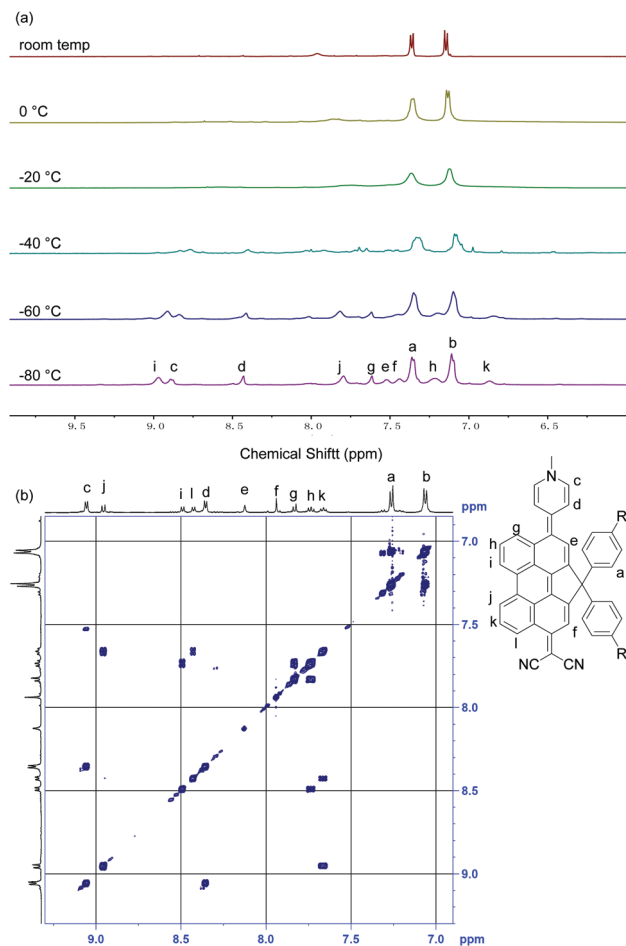 (a)
room temp
0 °C
-20 °C
-40 °C
-60 °C
-80 °C
i c d j g e f a h b k
9.5 9.0 8.5 8.0 7.5 7.0 6.5
Chemical Shiftt (ppm)
(b)
c j i l d e f g h k a b
ppm
7.0
7.5
8.0
8.5
9.0
ppm
9.0 8.5 8.0 7.5 7.0
N
c
d
g
e
h
i
R
a
j
b
k
f
l
R
NC CN